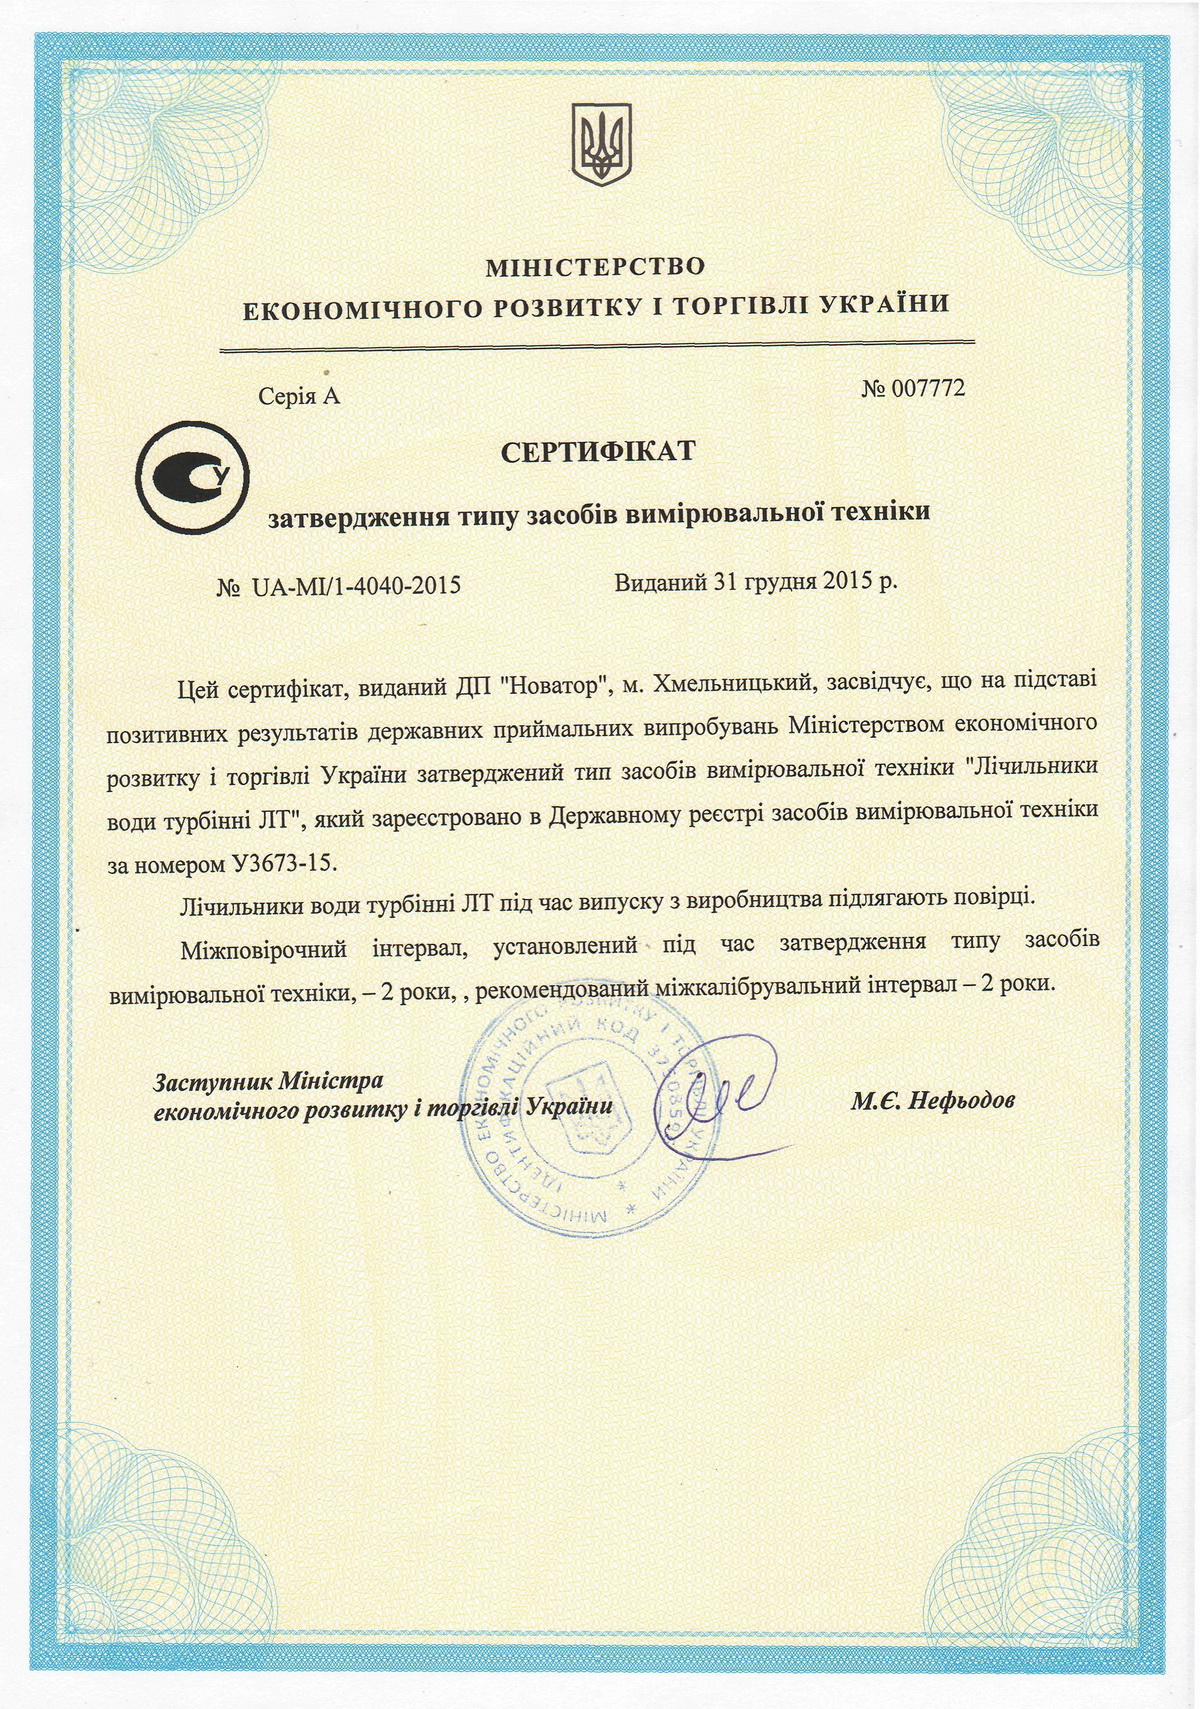 МІНІСТЕРСТВО
ЕКОНОМІЧНОГО РОЗВИТКУ І ТОРГІВЛІ УКРАЇНИ
Серія А
№ 007772
СЕРТИФІКАТ
затвердження типу засобів вимірювальної техніки
№ UA-MI/1-4040-2015
Виданий 31 грудня 2015 р.
Цей сертифікат, виданий ДП "Новатор", м. Хмельницький, засвідчує, що на підставі
позитивних результатів державних приймальних випробувань Міністерством економічного
розвитку і торгівлі України затверджений тип засобів вимірювальної техніки "Лічильники
води турбінні ЛТ", який зареєстровано в Державному реєстрі засобів вимірювальної техніки
за номером У3673-15.
Лічильники води турбінні ЛТ під час випуску з виробництва підлягають повірці.
Міжповірочний інтервал, установлений під час затвердження типу засобів
вимірювальної техніки, – 2 роки, , рекомендований міжкалібрувальний інтервал – 2 роки.
Заступник Міністра
економічного розвитку і торгівлі України
М.Є. Нефьодов
МІНІСТЕРСТВО ЕКОНОМІЧНОГО РОЗВИТКУ І ТОРГІВЛІ УКРАЇНИ *
ІДЕНТИФІКАЦІЙНИЙ КОД